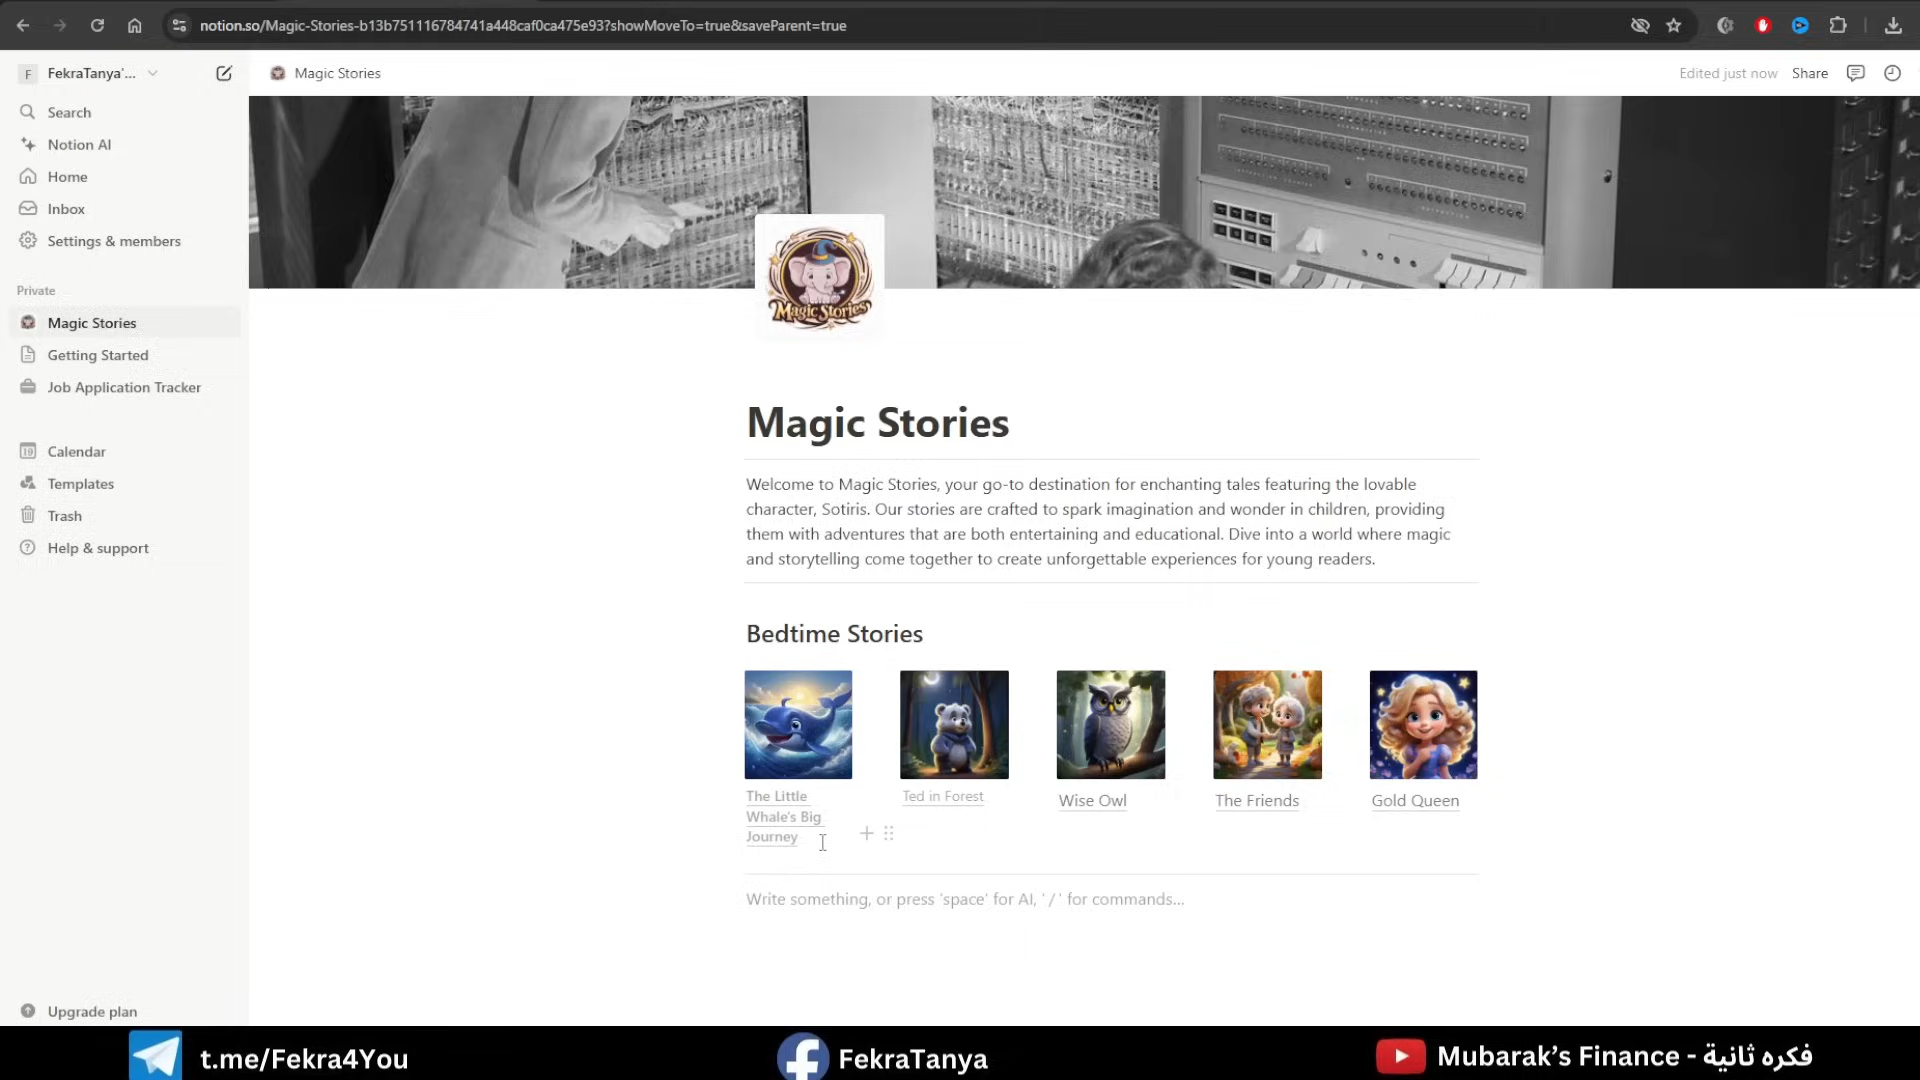 notion.so/Magic-Stories-b13b751116784741a448caf0ca475e93?showMoveTo=true&saveParent=true
F FekraTanya'...
Magic Stories
Edited just now
Share
Search
Notion AI
Home
Inbox
Settings & members
Private
Magic Stories
Getting Started
Job Application Tracker
19 Calendar
Templates
Trash
Help & support
Upgrade plan
Magic Stories
Magic Stories
Welcome to Magic Stories, your go-to destination for enchanting tales featuring the lovable
character, Sotiris. Our stories are crafted to spark imagination and wonder in children, providing
them with adventures that are both entertaining and educational. Dive into a world where magic
and storytelling come together to create unforgettable experiences for young readers.
Bedtime Stories
The Little
Whale's Big
Journey
Ted in Forest
Wise Owl
The Friends
Gold Queen
Write something, or press 'space' for AI, '/' for commands...
t.me/Fekra4You
FekraTanya
Mubarak's Finance - فكره ثانية